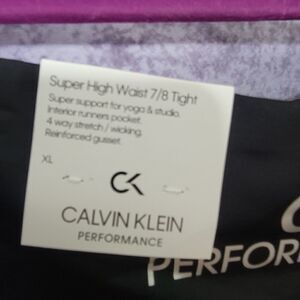 Super High Waist 7/8 Tight
Super support for yoga & studio.
Interior runners pocket.
4 way stretch / wicking.
Reinforced gusset.
XL
CK
CALVIN KLEIN
PERFORMANCE